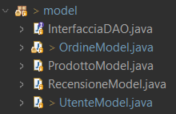 > model
InterfacciaDAO.java
> OrdineModel.java
ProdottoModel.java
RecensioneModel.java
> UtenteModel.java